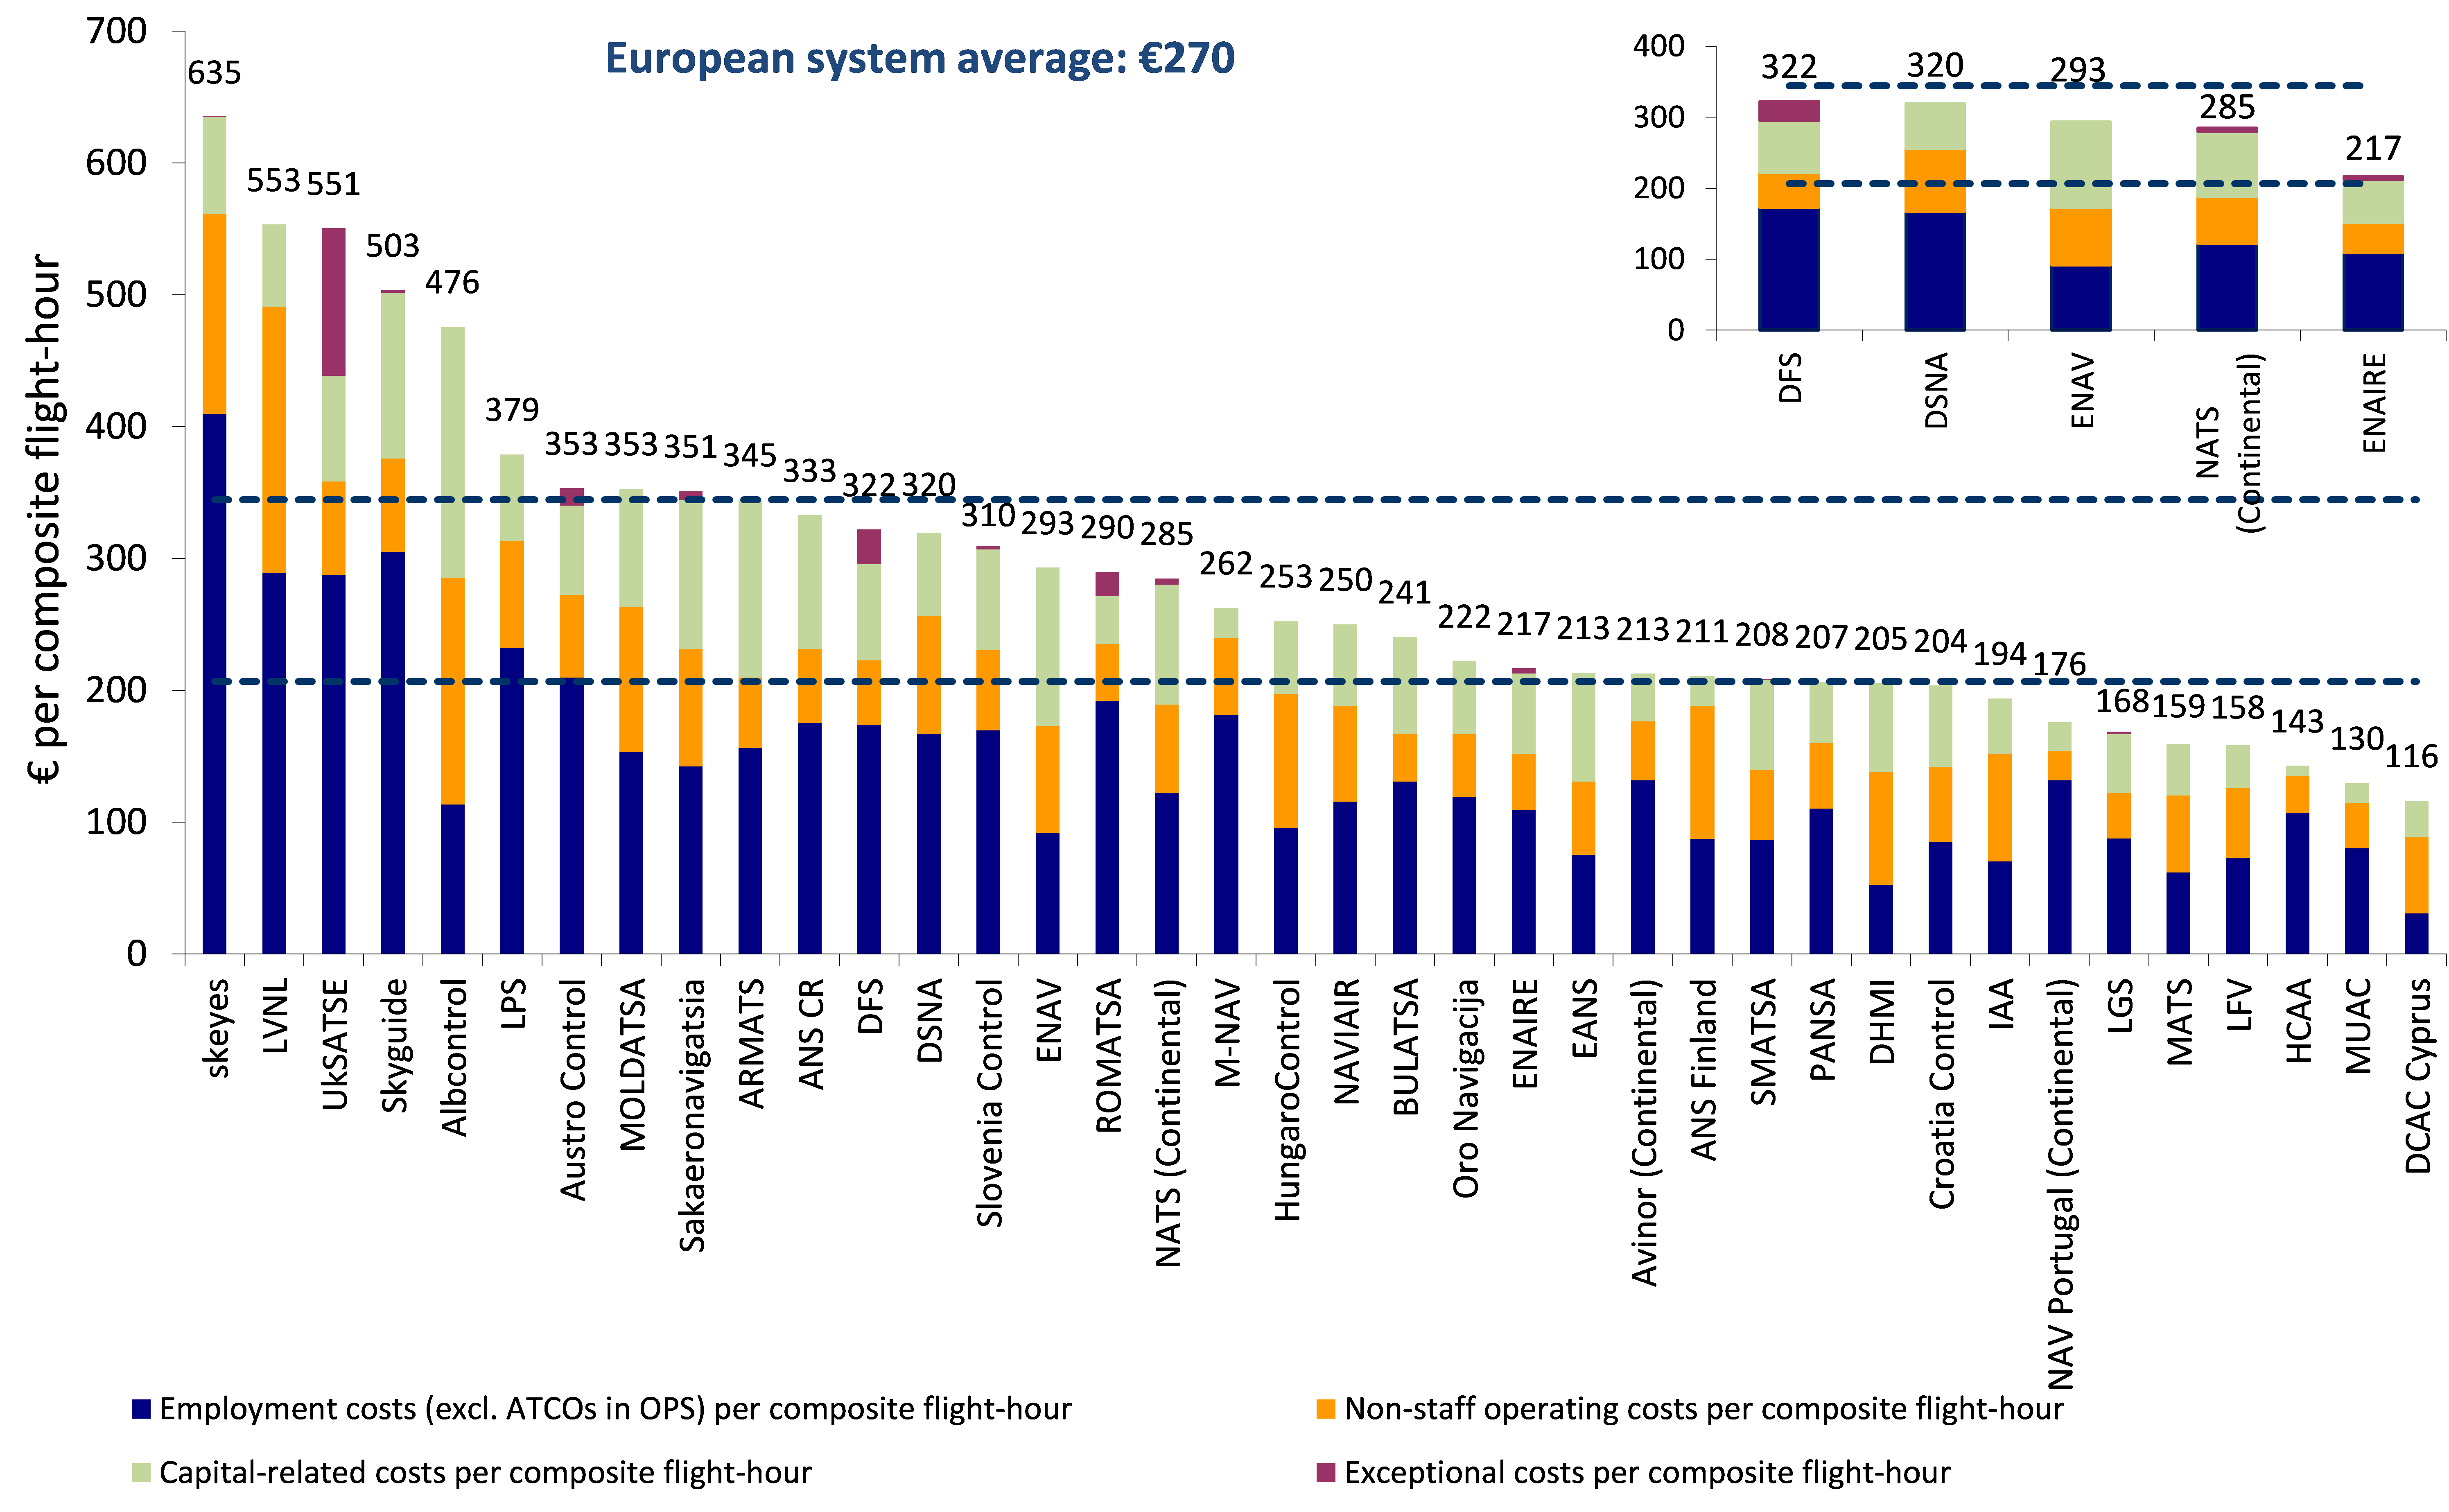 European system average: €270
€ per composite flight-hour
700
600
500
400
300
200
100
0
635
553
551
503
476
379
353
353
351
345
333
322
320
310
293
290
285
262
253
250
241
222
217
213
213
211
208
207
205
204
194
176
168
159
158
143
130
116
skeyes
LVNL
UkSATSE
Skyguide
Albcontrol
LPS
Austro Control
MOLDATSA
Sakaeronavigatsia
ARMATS
ANS CR
DFS
DSNA
Slovenia Control
ENAV
ROMATSA
NATS (Continental)
M-NAV
HungaroControl
NAVIAIR
BULATSA
Oro Navigacija
ENAIRE
EANS
Avinor (Continental)
ANS Finland
SMATSA
PANSA
DHMI
Croatia Control
IAA
NAV Portugal (Continental)
LGS
MATS
LFV
HCAA
MUAC
DCAC Cyprus
400
300
200
100
0
322
320
293
285
217
DFS
DSNA
ENAV
NATS
(Continental)
ENAIRE
Employment costs (excl. ATCOs in OPS) per composite flight-hour
Non-staff operating costs per composite flight-hour
Capital-related costs per composite flight-hour
Exceptional costs per composite flight-hour